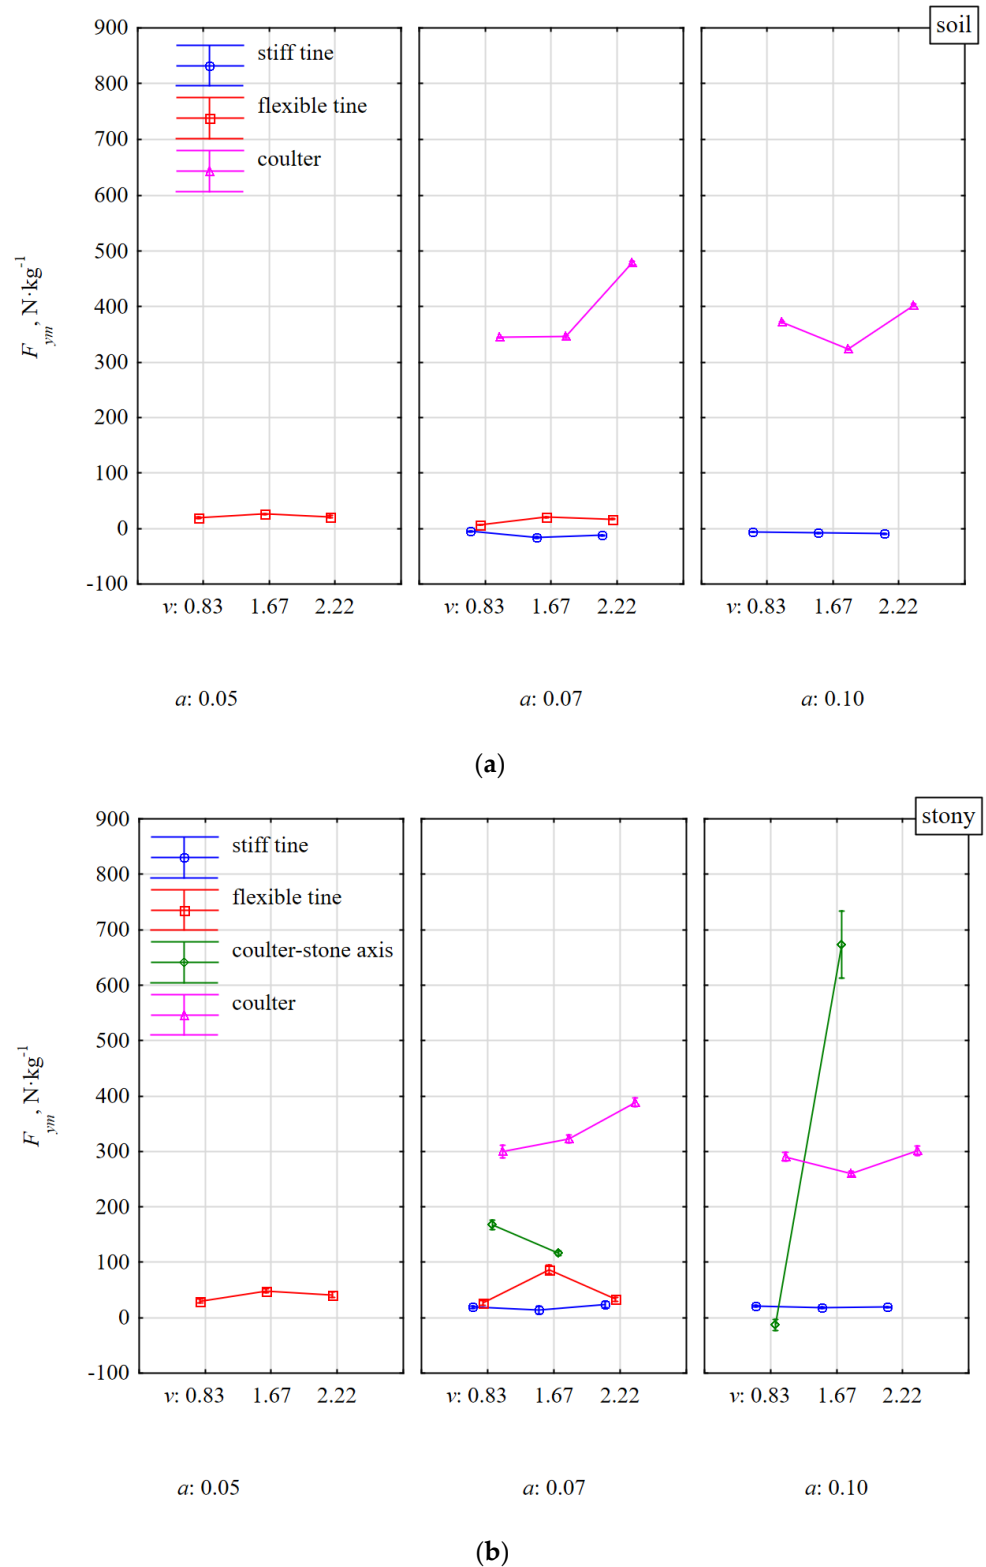 soil
stiff tine
flexible tine
coulter
900
800
700
600
500
400
300
200
100
0
-100
F ym , N·kg-1
v: 0.83 1.67 2.22 v: 0.83 1.67 2.22 v: 0.83 1.67 2.22
a: 0.05 a: 0.07 a: 0.10
(a)
stony
stiff tine
flexible tine
coulter-stone axis
coulter
900
800
700
600
500
400
300
200
100
0
-100
F ym , N·kg-1
v: 0.83 1.67 2.22 v: 0.83 1.67 2.22 v: 0.83 1.67 2.22
a: 0.05 a: 0.07 a: 0.10
(b)